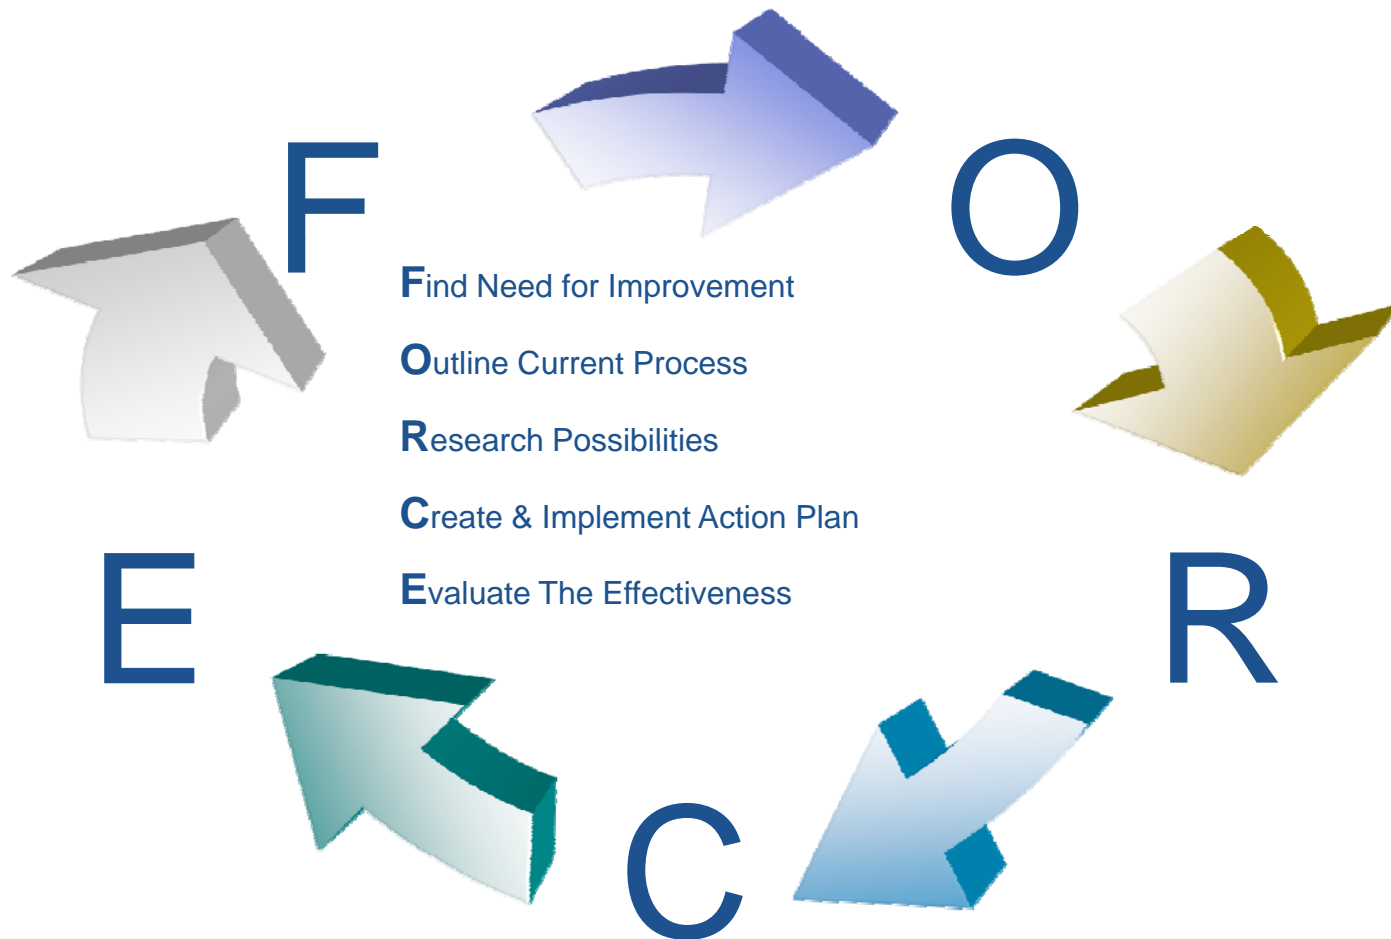 F
O
Find Need for Improvement
Outline Current Process
Research Possibilities
Create & Implement Action Plan
Evaluate The Effectiveness
E
R
C